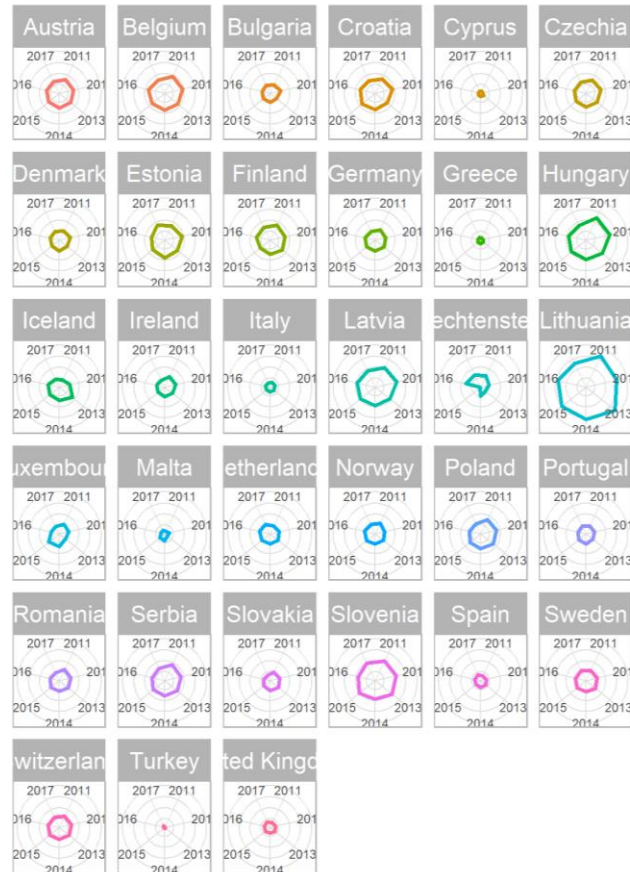 Austria Belgium Bulgaria Croatia Cyprus Czechia
2017 2011 2017 2011 2017 2011 2017 2011 2017 2011 2017 2011
016 201 016 201 016 201 016 201 016 201 016 201
2015 2013 2015 2013 2015 2013 2015 2013 2015 2013 2015 2013
2014 2014 2014 2014 2014 2014
Denmark Estonia Finland Germany Greece Hungary
2017 2011 2017 2011 2017 2011 2017 2011 2017 2011 2017 2011
016 201 016 201 016 201 016 201 016 201 016 201
2015 2013 2015 2013 2015 2013 2015 2013 2015 2013 2015 2013
2014 2014 2014 2014 2014 2014
Iceland Ireland Italy Latvia echtenste Lithuania
2017 2011 2017 2011 2017 2011 2017 2011 2017 2011 2017 2011
016 201 016 201 016 201 016 201 016 201 016 201
2015 2013 2015 2013 2015 2013 2015 2013 2015 2013 2015 2013
2014 2014 2014 2014 2014 2014
uxembour Malta etherland Norway Poland Portugal
2017 2011 2017 2011 2017 2011 2017 2011 2017 2011 2017 2011
016 201 016 201 016 201 016 201 016 201 016 201
2015 2013 2015 2013 2015 2013 2015 2013 2015 2013 2015 2013
2014 2014 2014 2014 2014 2014
Romania Serbia Slovakia Slovenia Spain Sweden
2017 2011 2017 2011 2017 2011 2017 2011 2017 2011 2017 2011
016 201 016 201 016 201 016 201 016 201 016 201
2015 2013 2015 2013 2015 2013 2015 2013 2015 2013 2015 2013
2014 2014 2014 2014 2014 2014
witzerlan Turkey ted Kingd
2017 2011 2017 2011 2017 2011
016 201 016 201 016 201
2015 2013 2015 2013 2015 2013
2014 2014 2014